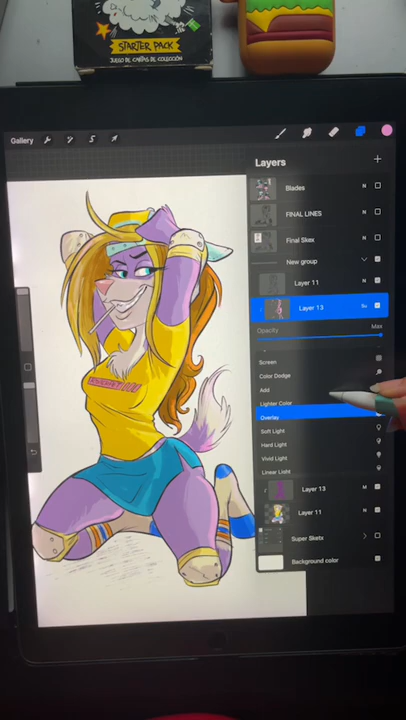 STARTER PACK
JUEGO DE CARTAS DE COLECCIÓN
Gallery
Layers
Blades
N
FINAL LINES
N
Final Skex
N
New group
Layer 11
N
Layer 13
Opacity
Max
Screen
Color Dodge
Add
Lighter Color
Overlay
Soft Light
Hard Light
Vivid Light
Linear Light
Layer 13
M
Layer 11
N
Super Skets
Background color